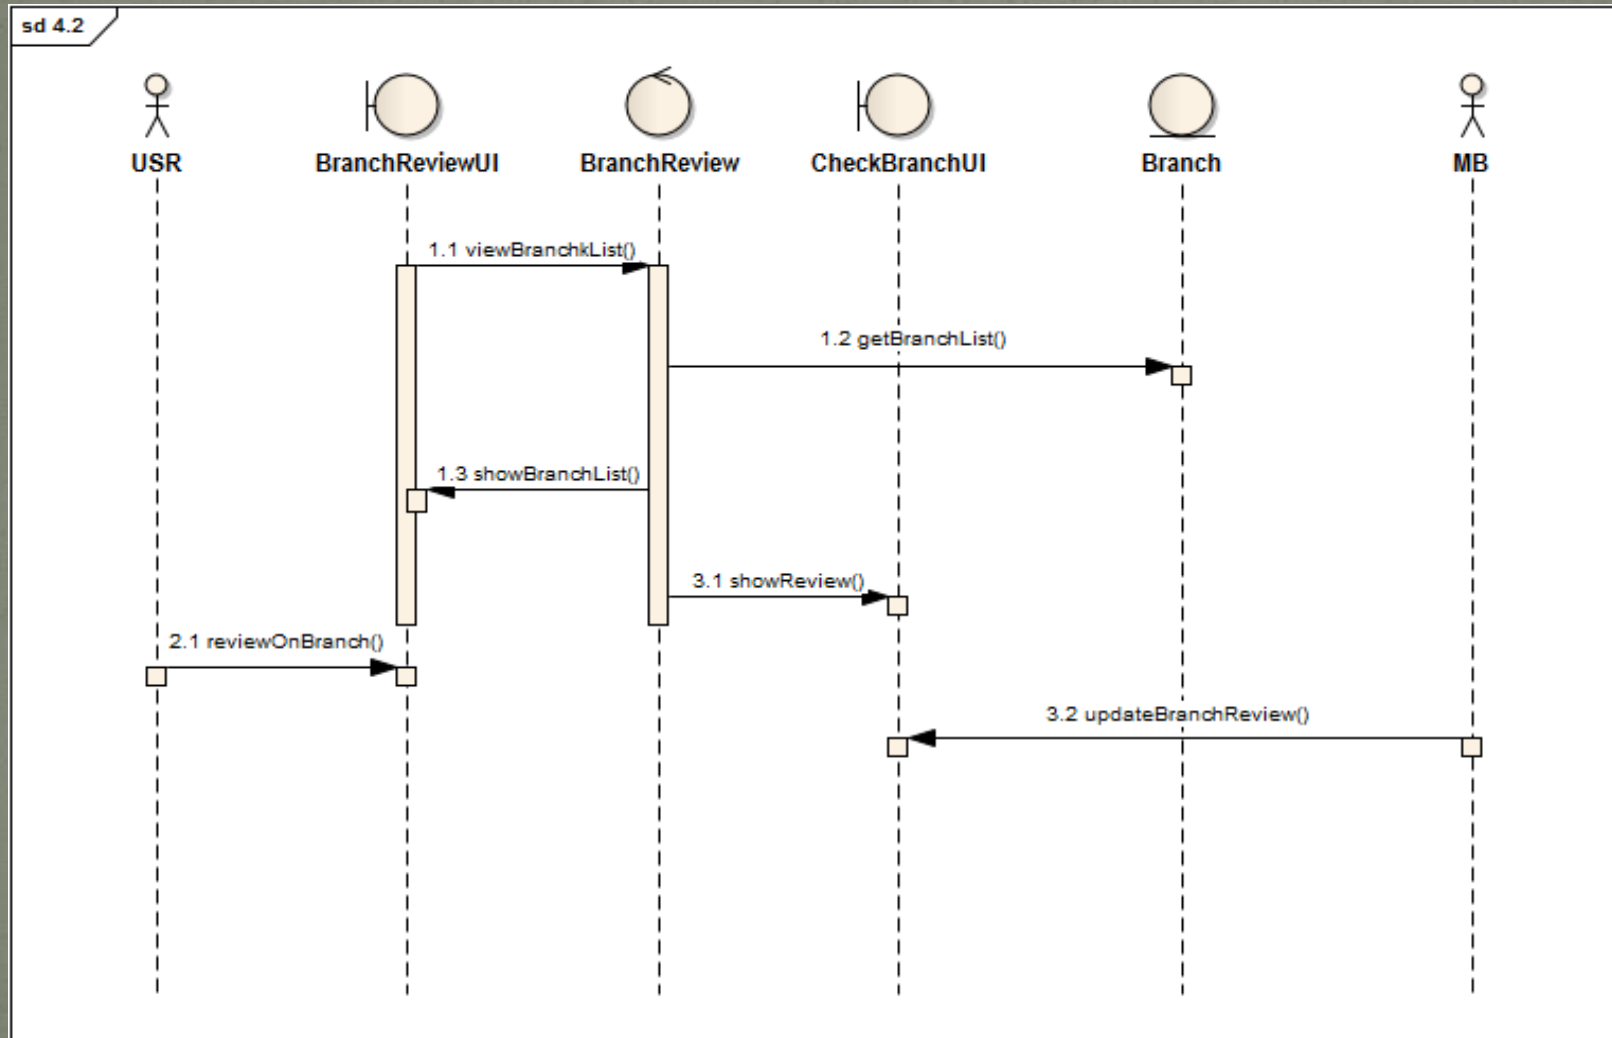 sd 4.2
USR
BranchReviewUI
BranchReview
CheckBranchUI
Branch
MB
1.1 viewBranchkList()
1.2 getBranchList()
1.3 showBranchList()
3.1 showReview()
2.1 reviewOnBranch()
3.2 updateBranchReview()